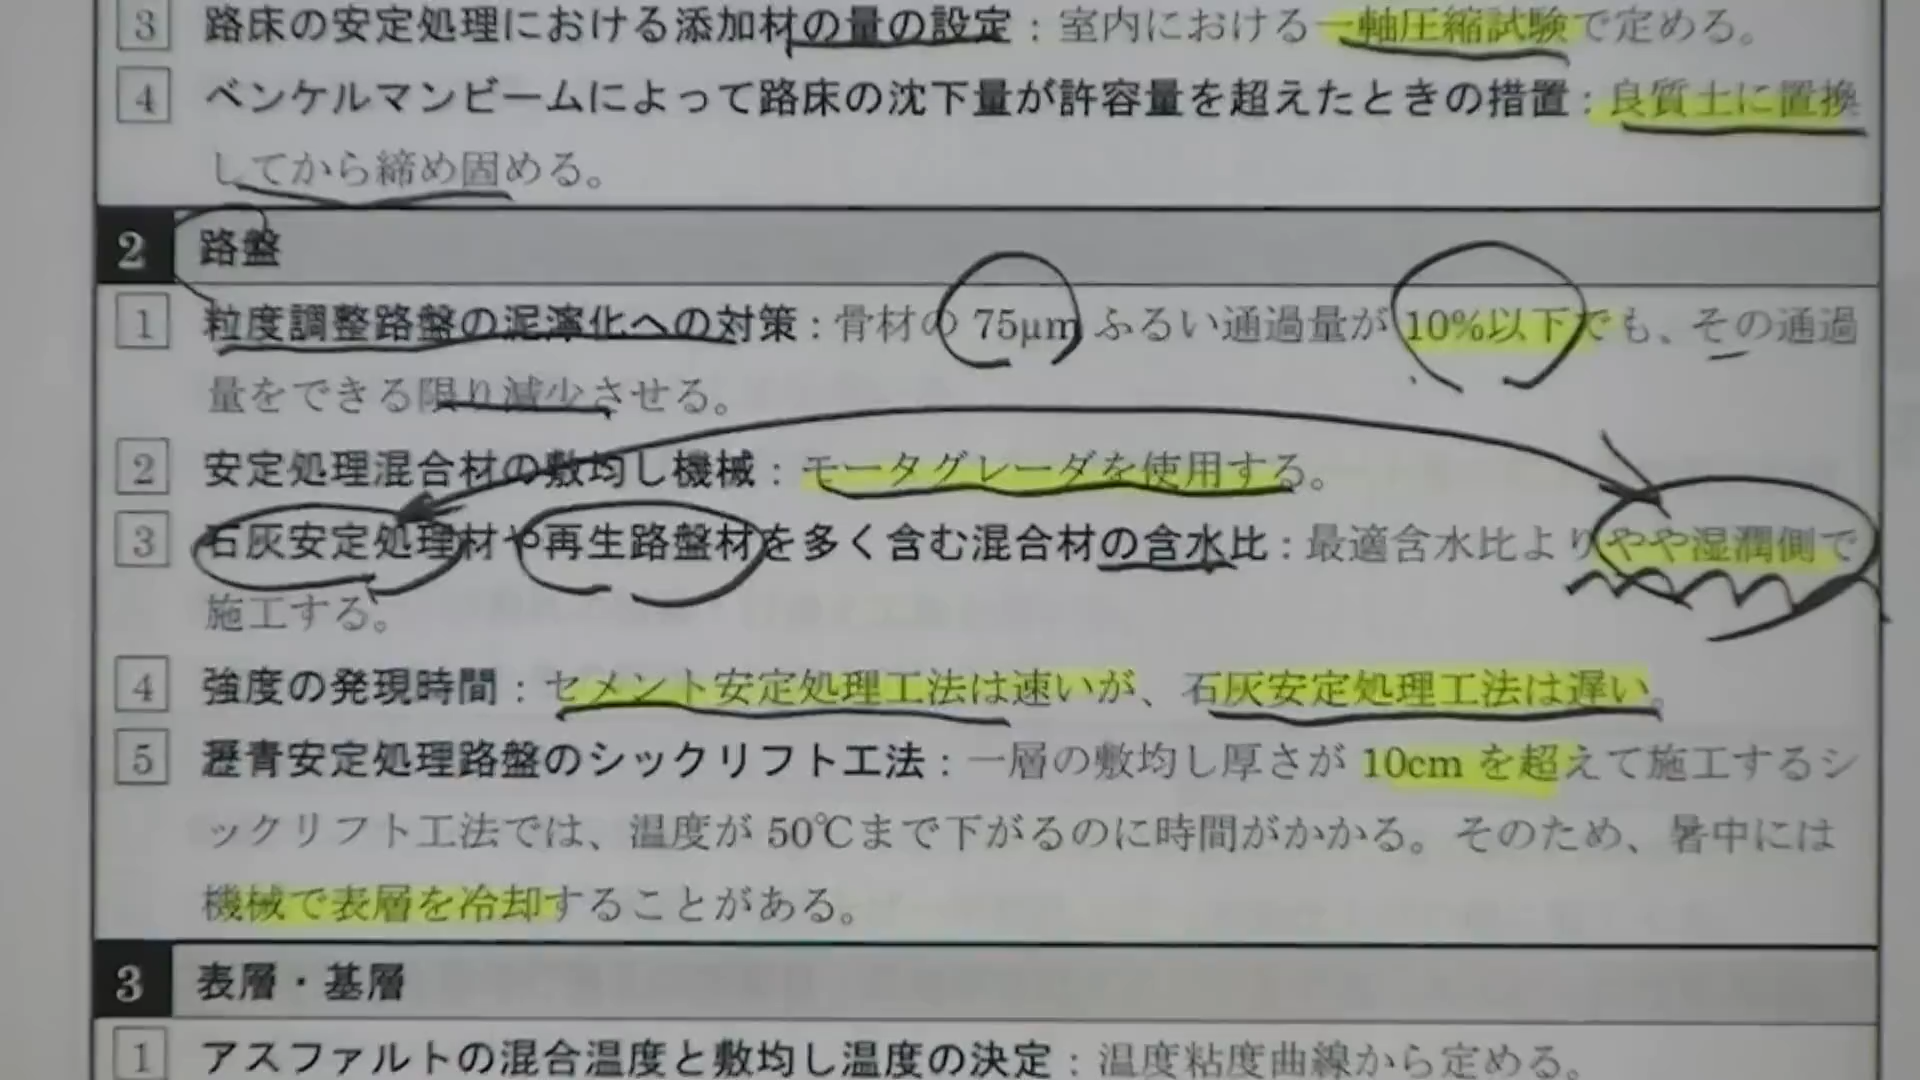 3 路床の安定処理における添加材の量の設定：室内における一軸圧縮試験で定める。
4 ベンケルマンビームによって路床の沈下量が許容量を超えたときの措置：良質土に置換
してから締め固める。
2 路盤
1 粒度調整路盤の泥濘化への対策：骨材の 75μm ふるい通過量が 10%以下でも、その通過
量をできる限り減少させる。
2 安定処理混合材の敷均し機械：モータグレーダを使用する。
3 石灰安定処理材や再生路盤材を多く含む混合材の含水比：最適含水比よりやや湿潤側で
施工する。
4 強度の発現時間：セメント安定処理工法は速いが、石灰安定処理工法は遅い。
5 瀝青安定処理路盤のシックリフト工法：一層の敷均し厚さが 10cm を超えて施工するシ
ックリフト工法では、温度が 50℃まで下がるのに時間がかかる。そのため、暑中には
機械で表層を冷却することがある。
3 表層・基層
1 アスファルトの混合温度と敷均し温度の決定：温度粘度曲線から定める。